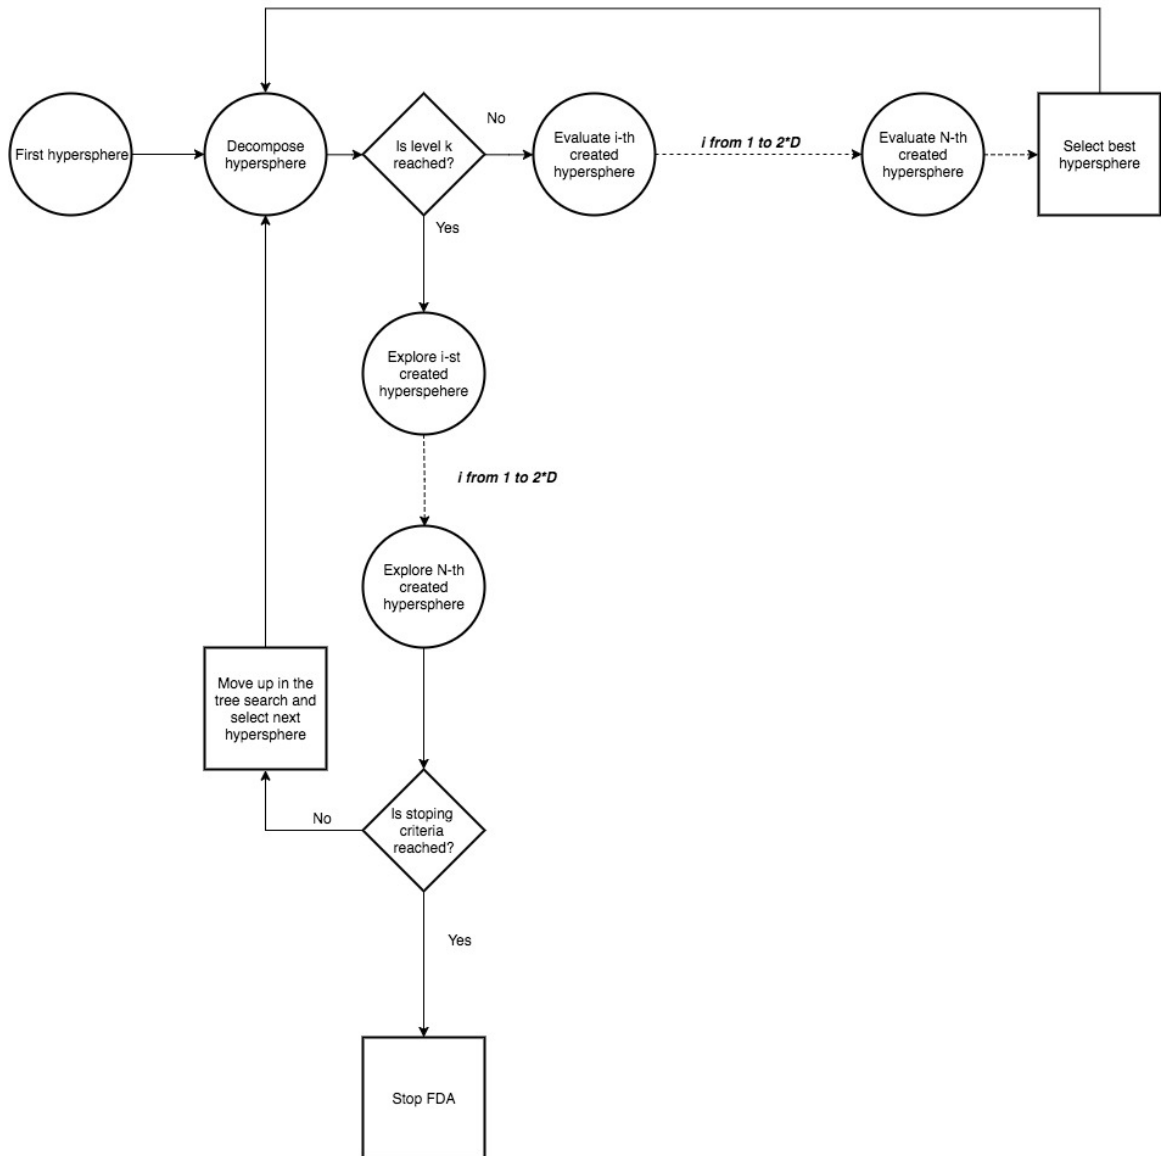 First hypersphere
Decompose
hypersphere
Is level k
reached?
No
Evaluate i-th
created
hypersphere
i from 1 to 2*D
Evaluate N-th
created
hypersphere
Select best
hypersphere
Yes
Explore i-st
created
hyperspehere
i from 1 to 2*D
Explore N-th
created
hypersphere
Move up in the
tree search and
select next
hypersphere
No
Is stoping
criteria
reached?
Yes
Stop FDA